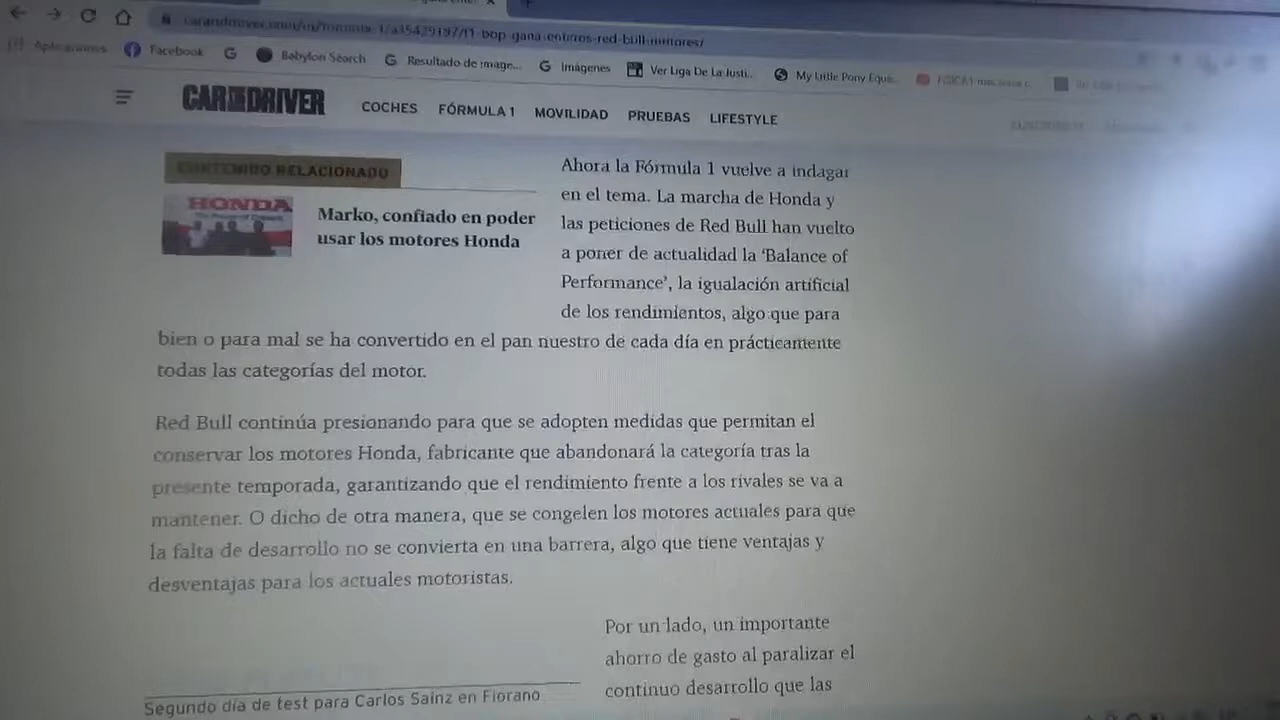 Aplicaciones Facebook Babylon Search Resultado de image... Imágenes Ver Liga De La Justi.. My Little Pony Eque..
CAR AND DRIVER COCHES FÓRMULA 1 MOVILIDAD PRUEBAS LIFESTYLE
CONTENIDO RELACIONADO
HONDA
Marko, confiado en poder
usar los motores Honda
Ahora la Fórmula 1 vuelve a indagar
en el tema. La marcha de Honda y
las peticiones de Red Bull han vuelto
a poner de actualidad la ‘Balance of
Performance’, la igualación artificial
de los rendimientos, algo que para
bien o para mal se ha convertido en el pan nuestro de cada día en prácticamente
todas las categorías del motor.
Red Bull continúa presionando para que se adopten medidas que permitan el
conservar los motores Honda, fabricante que abandonará la categoría tras la
presente temporada, garantizando que el rendimiento frente a los rivales se va a
mantener. O dicho de otra manera, que se congelen los motores actuales para que
la falta de desarrollo no se convierta en una barrera, algo que tiene ventajas y
desventajas para los actuales motoristas.
Por un lado, un importante
ahorro de gasto al paralizar el
continuo desarrollo que las
Segundo día de test para Carlos Sainz en Fiorano